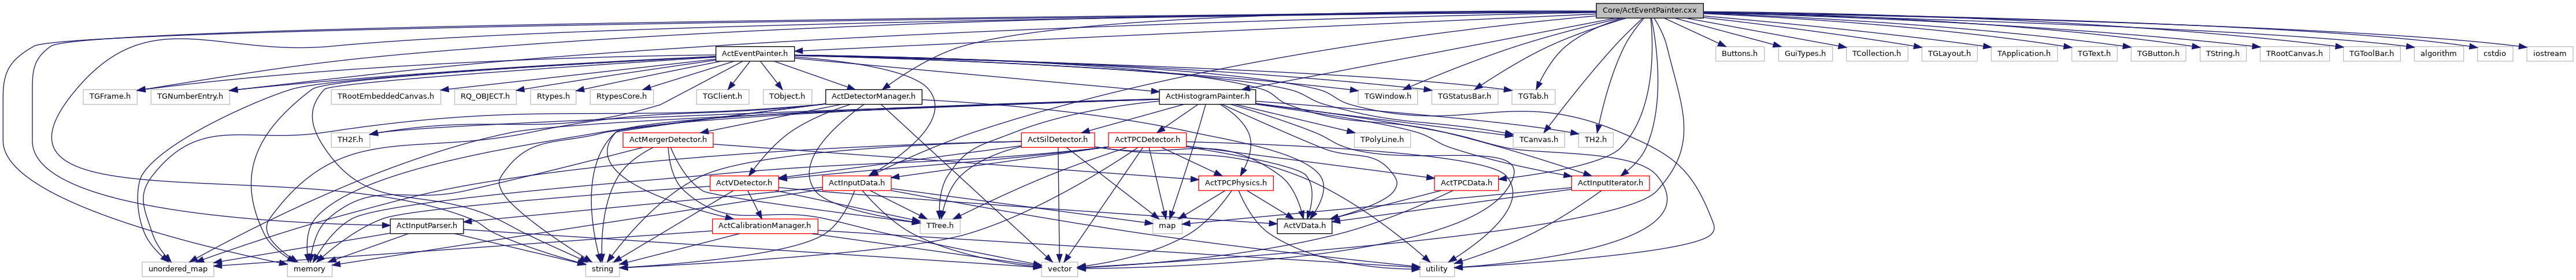 Core/ActEventPainter.cxx
ActEventPainter.h
Buttons.h
GuiTypes.h
TCollection.h
TGLayout.h
TApplication.h
TGText.h
TGButton.h
TString.h
TRootCanvas.h
TGToolBar.h
algorithm
cstdio
iostream
TGFrame.h
TGNumberEntry.h
TRootEmbeddedCanvas.h
RQ_OBJECT.h
Rtypes.h
RtypesCore.h
TGClient.h
TObject.h
ActDetectorManager.h
ActHistogramPainter.h
TGWindow.h
TGStatusBar.h
TGTab.h
TH2F.h
ActMergerDetector.h
ActSilDetector.h
ActTPCDetector.h
TPolyLine.h
TCanvas.h
TH2.h
ActVDetector.h
ActInputData.h
ActTPCPhysics.h
ActTPCData.h
ActInputIterator.h
ActInputParser.h
ActCalibrationManager.h
TTree.h
map
ActVData.h
unordered_map
memory
string
vector
utility